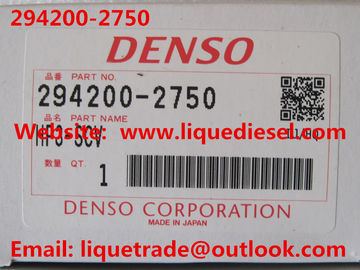 294200-2750
DENSO
品番 PART NO.
294200-2750
品名 PART NAME
www.liquediesel.com
HP3-SCV
数量 QT.
1
DENSO CORPORATION
MADE IN JAPAN
Email: liquetrade@outlook.com